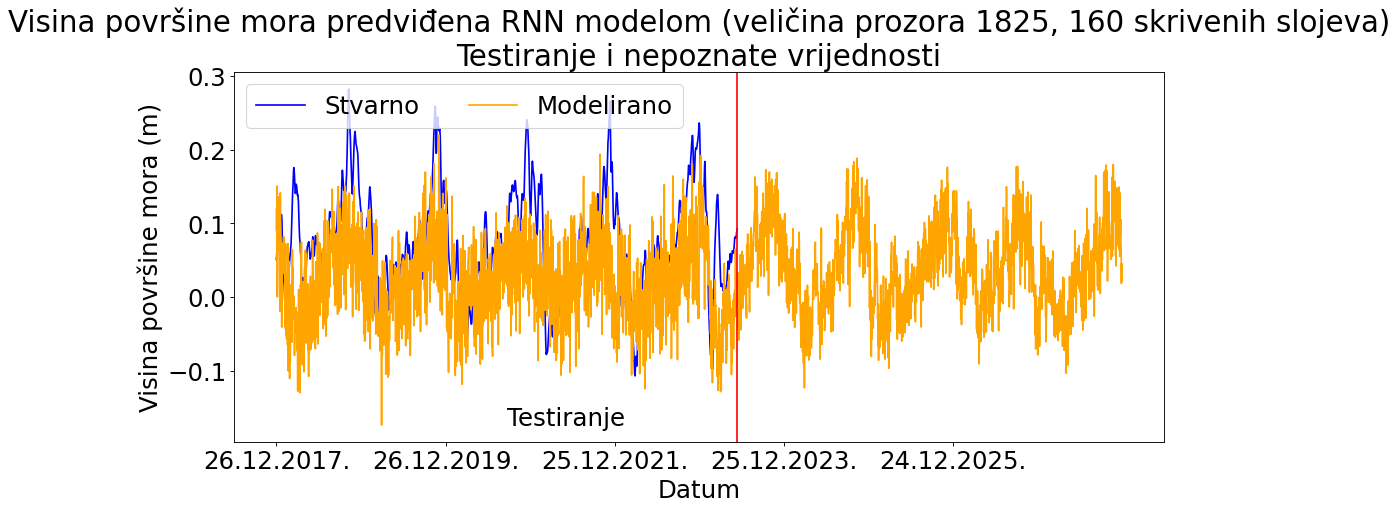 Visina površine mora predviđena RNN modelom (veličina prozora 1825, 160 skrivenih slojeva)
Testiranje i nepoznate vrijednosti
Stvarno
Modelirano
Visina površine mora (m)
0.3
0.2
0.1
0.0
−0.1
Testiranje
26.12.2017.
26.12.2019.
25.12.2021.
25.12.2023.
24.12.2025.
Datum